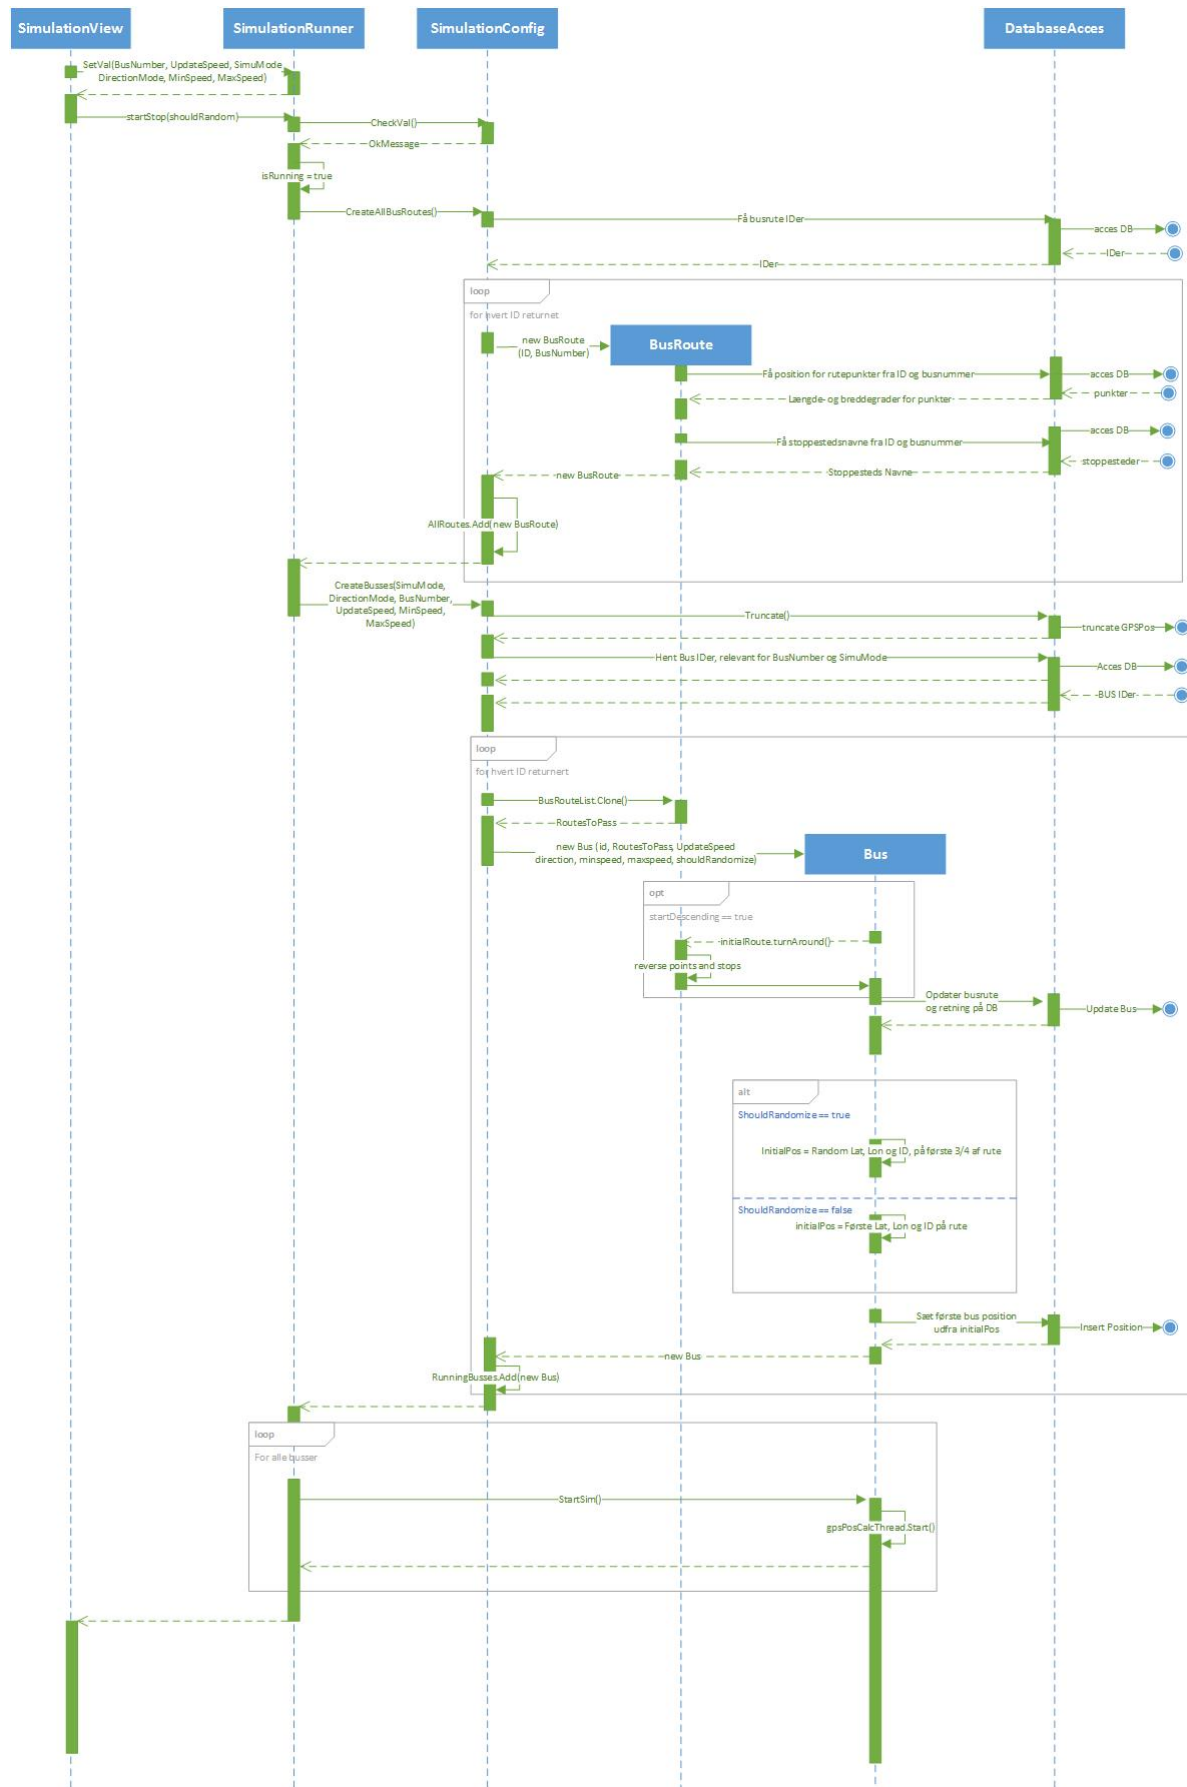 SimulationView
SimulationRunner
SimulationConfig
DatabaseAcces
SetVal(BusNumber, UpdateSpeed, SimuMode
DirectionMode, MinSpeed, MaxSpeed)
startStop(shouldRandom)
CheckVal()
OkMessage
isRunning = true
CreateAllBusRoutes()
Få busrute IDer
acces DB
IDer
IDer
loop
for hvert ID returnet
new BusRoute
(ID, BusNumber)
BusRoute
Få position for rutepunkter fra ID og busnummer
acces DB
punkter
Længde- og breddegrader for punkter
acces DB
Få stoppestedsnavne fra ID og busnummer
stoppesteder
Stoppesteds Navne
new BusRoute
AllRoutes.Add(new BusRoute)
CreateBusses(SimuMode,
DirectionMode, BusNumber,
UpdateSpeed, MinSpeed,
MaxSpeed)
Truncate()
truncate GPSPos
Hent Bus IDer, relevant for BusNumber og SimuMode
Acces DB
BUS IDer
loop
for hvert ID returnert
BusRouteList.Clone()
RoutesToPass
new Bus (id, RoutesToPass, UpdateSpeed
direction, minspeed, maxspeed, shouldRandomize)
Bus
opt
startDescending == true
initialRoute.turnAround()
reverse points and stops
Opdater busrute
og retning på DB
Update Bus
alt
ShouldRandomize == true
InitialPos = Random Lat, Lon og ID, på første 3/4 af rute
ShouldRandomize == false
initialPos = Første Lat, Lon og ID på rute
Sæt første bus position
udfra initialPos
Insert Position
new Bus
RunningBusses.Add(new Bus)
loop
For alle busser
StartSim()
gpsPosCalcThread.Start()